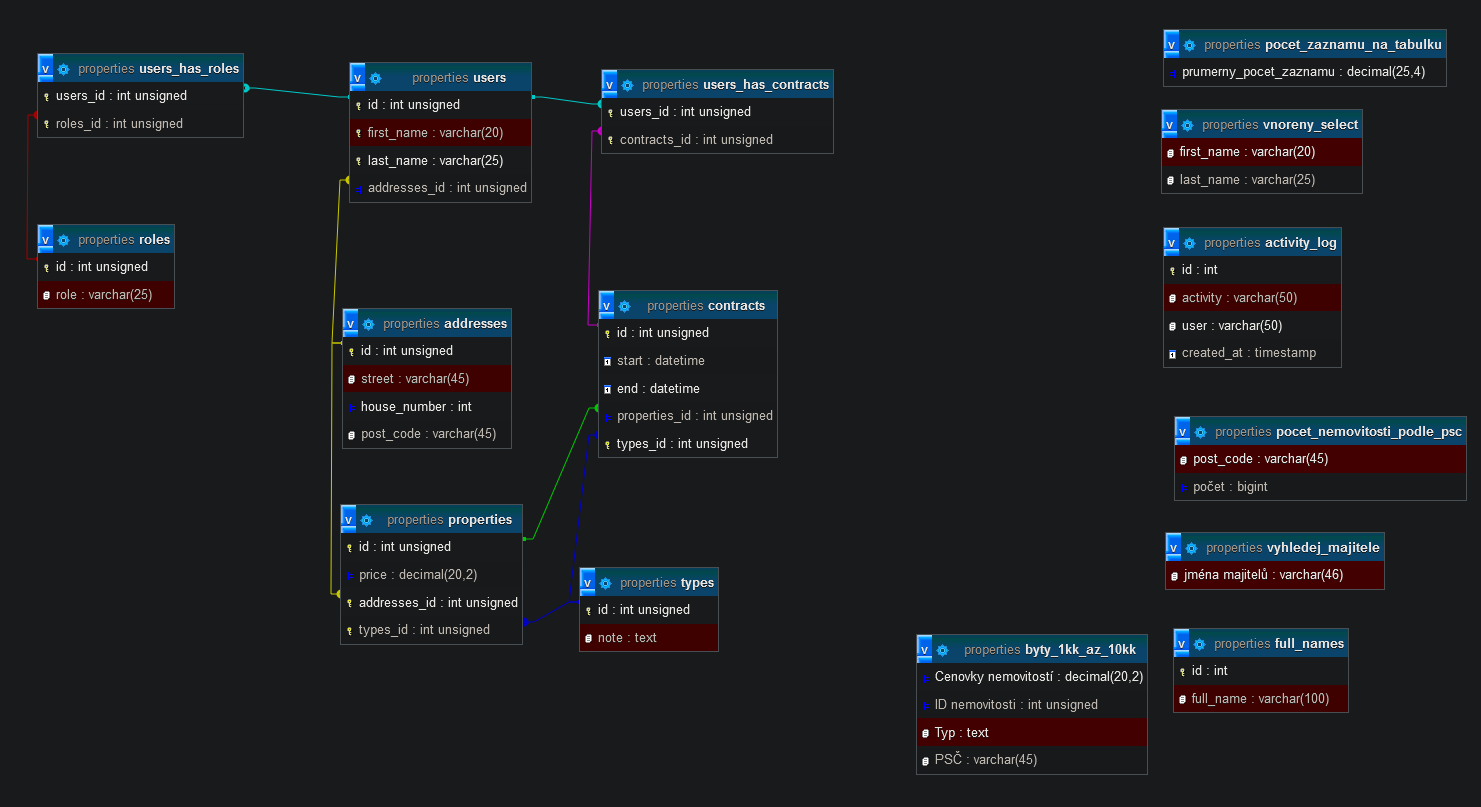 v properties users_has_roles
users_id : int unsigned
roles_id : int unsigned
v properties roles
id : int unsigned
role : varchar(25)
v properties users
id : int unsigned
first_name : varchar(20)
last_name : varchar(25)
addresses_id : int unsigned
v properties addresses
id : int unsigned
street : varchar(45)
house_number : int
post_code : varchar(45)
v properties properties
id : int unsigned
price : decimal(20,2)
addresses_id : int unsigned
types_id : int unsigned
v properties users_has_contracts
users_id : int unsigned
contracts_id : int unsigned
v properties contracts
id : int unsigned
start : datetime
end : datetime
properties_id : int unsigned
types_id : int unsigned
v properties types
id : int unsigned
note : text
v properties byty_1kk_az_10kk
Cenovky nemovitostí : decimal(20,2)
ID nemovitosti : int unsigned
Typ : text
PSČ : varchar(45)
v properties pocet_zaznamu_na_tabulku
prumerny_pocet_zaznamu : decimal(25,4)
v properties vnoreny_select
first_name : varchar(20)
last_name : varchar(25)
v properties activity_log
id : int
activity : varchar(50)
user : varchar(50)
created_at : timestamp
v properties pocet_nemovitosti_podle_psc
post_code : varchar(45)
počet : bigint
v properties vyhledej_majitele
jména majitelů : varchar(46)
v properties full_names
id : int
full_name : varchar(100)